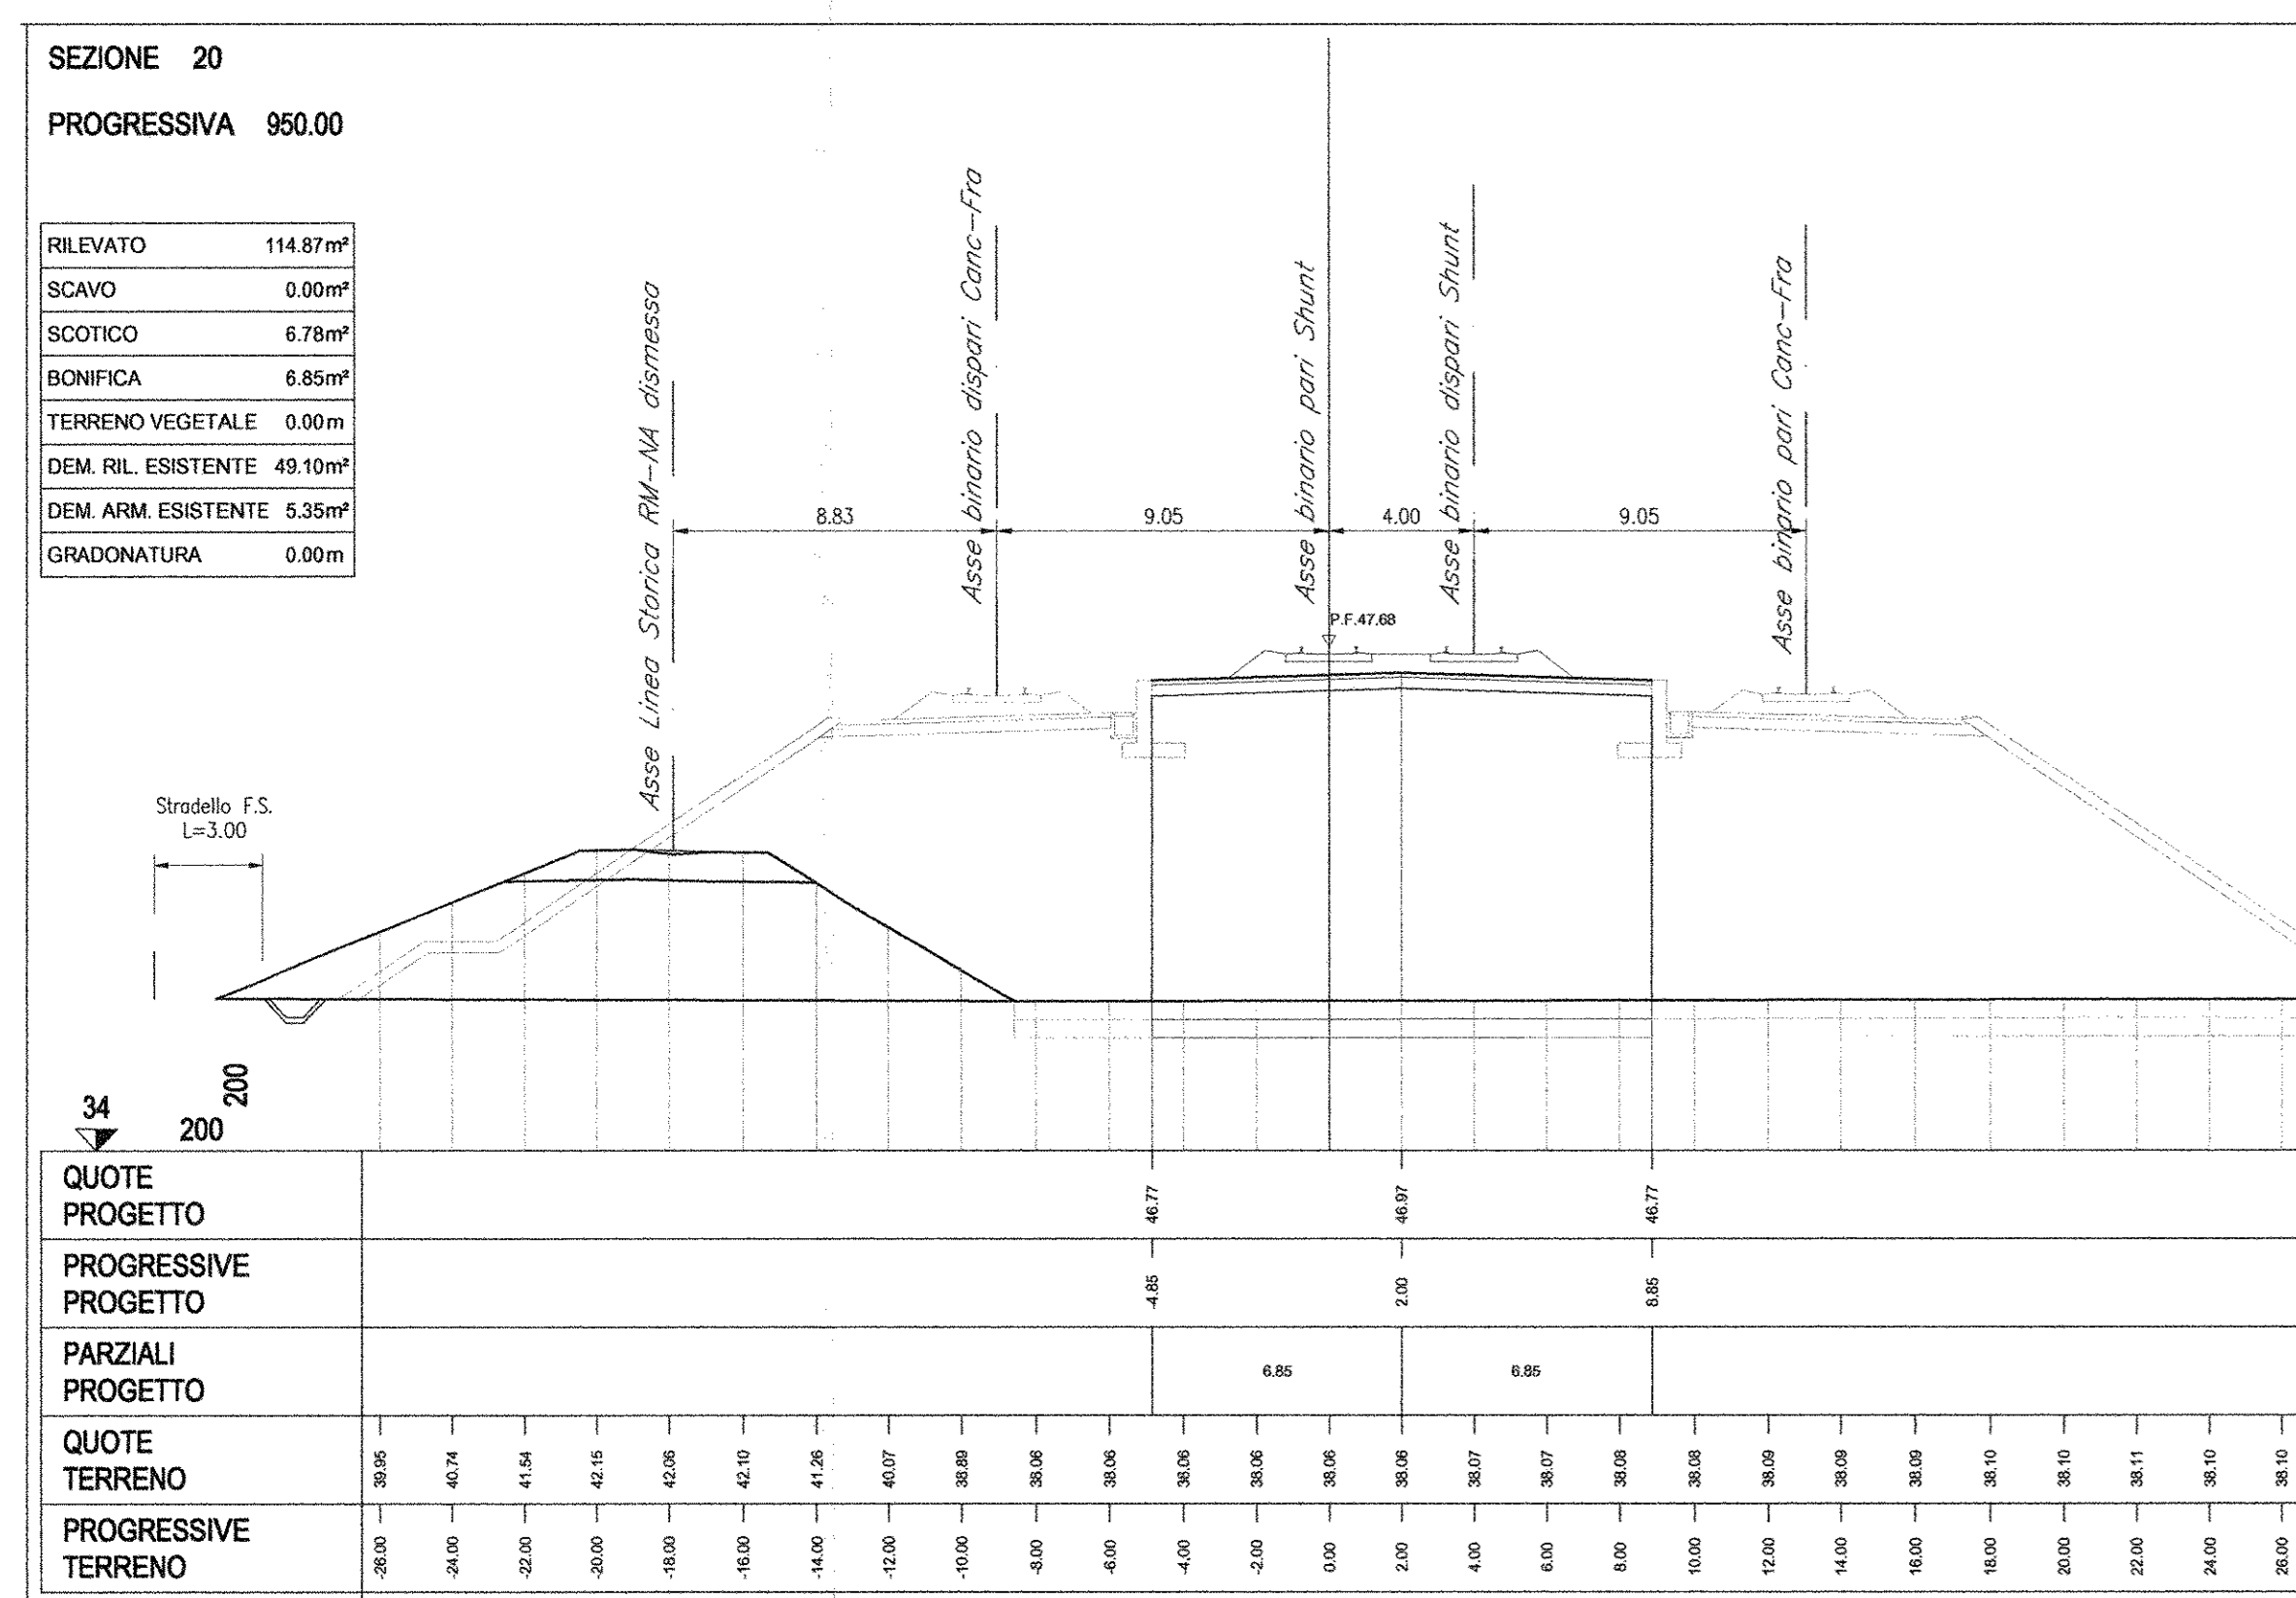 SEZIONE 20
PROGRESSIVA 950.00
RILEVATO 114.87m²
SCAVO 0.00m²
SCOTICO 6.78m²
BONIFICA 6.85m²
TERRENO VEGETALE 0.00m
DEM. RIL. ESISTENTE 49.10m²
DEM. ARM. ESISTENTE 5.35m²
GRADONATURA 0.00m
Asse Linea Storica RM-NA dismessa
Asse binario dispari Canc-Fra
Asse binario pari Shunt
Asse binario dispari Shunt
Asse binario pari Canc-Fra
8.83 9.05 4.00 9.05
P.F.47.68
Stradello F.S.
L=3.00
34
200
200
QUOTE
PROGETTO
46.77 46.97 46.77
PROGRESSIVE
PROGETTO
-4.85 2.00 8.85
PARZIALI
PROGETTO
6.85 6.85
QUOTE
TERRENO
39.95 40.74 41.54 42.15 42.06 42.10 41.26 40.07 38.89 38.06 38.06 38.06 38.06 38.06 38.06 38.07 38.07 38.08 38.08 38.09 38.09 38.09 38.10 38.10 38.11 38.10 38.10
PROGRESSIVE
TERRENO
-26.00 -24.00 -22.00 -20.00 -18.00 -16.00 -14.00 -12.00 -10.00 -8.00 -6.00 -4.00 -2.00 0.00 2.00 4.00 6.00 8.00 10.00 12.00 14.00 16.00 18.00 20.00 22.00 24.00 26.00